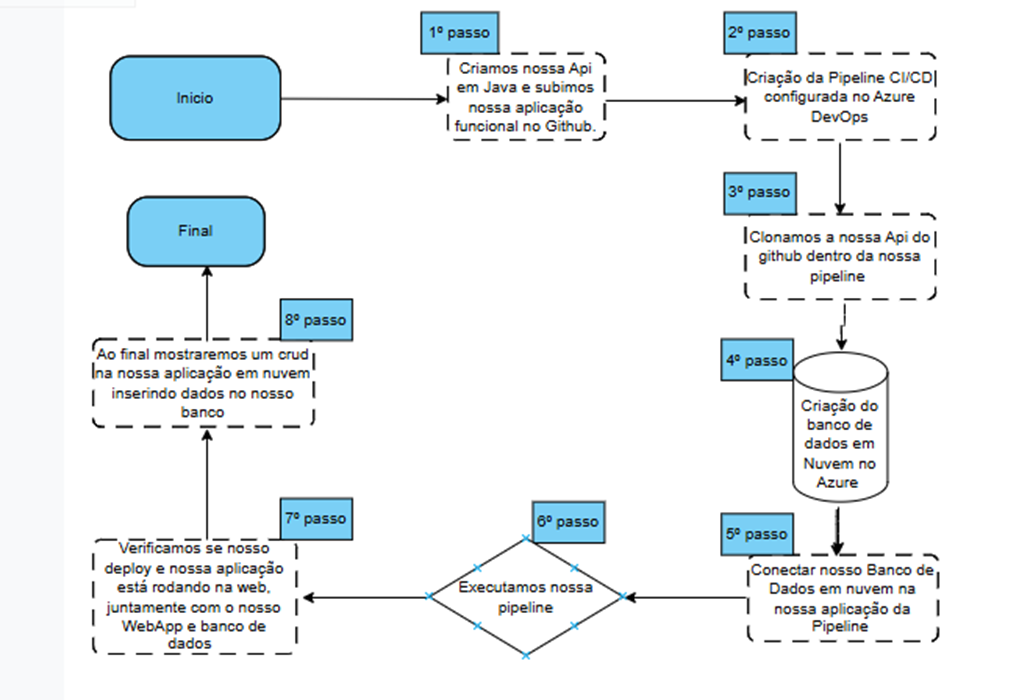 Inicio
1º passo
Criamos nossa Api
em Java e subimos
nossa aplicação
funcional no Github.
2º passo
Criação da Pipeline CI/CD
configurada no Azure
DevOps
3º passo
Clonamos a nossa Api do
github dentro da nossa
pipeline
4º passo
Criação do
banco de
dados em
Nuvem no
Azure
5º passo
Conectar nosso Banco de
Dados em nuvem na
nossa aplicação da
Pipeline
6º passo
Executamos nossa
pipeline
7º passo
Verificamos se nosso
deploy e nossa aplicação
está rodando na web,
juntamente com o nosso
WebApp e banco de
dados
8º passo
Ao final mostraremos um crud
na nossa aplicação em nuvem
inserindo dados no nosso
banco
Final